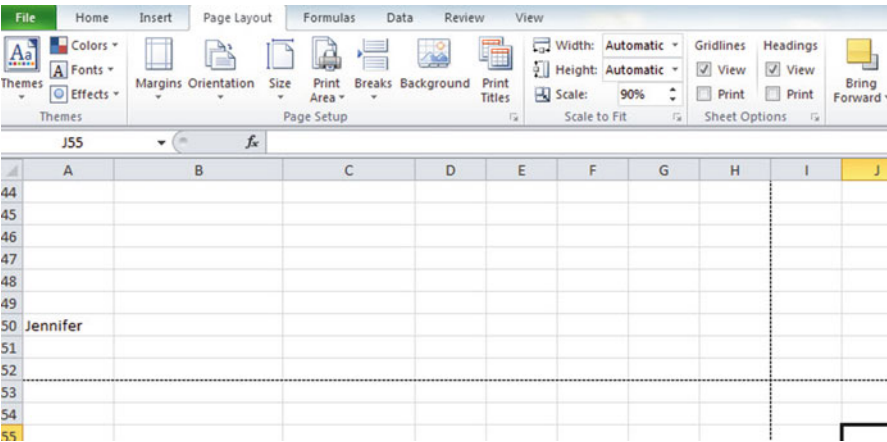 File Home Insert Page Layout Formulas Data Review View
Colors Width: Automatic Gridlines Headings
Aa A Fonts Height: Automatic View View
Themes Effects Margins Orientation Size Print Area Breaks Background Print Titles Scale: 90% Print Print Bring Forward
Themes Page Setup Scale to Fit Sheet Options
J55 fx
A B C D E F G H I J
44
45
46
47
48
49
50 Jennifer
51
52
53
54
55